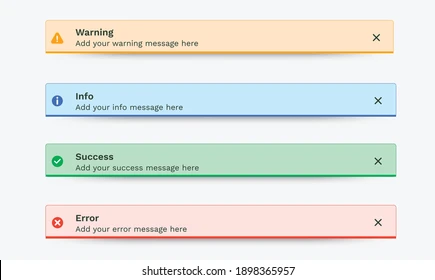 Warning
Add your warning message here
Info
Add your info message here
Success
Add your success message here
Error
Add your error message here
shutterstock.com · 1898365957